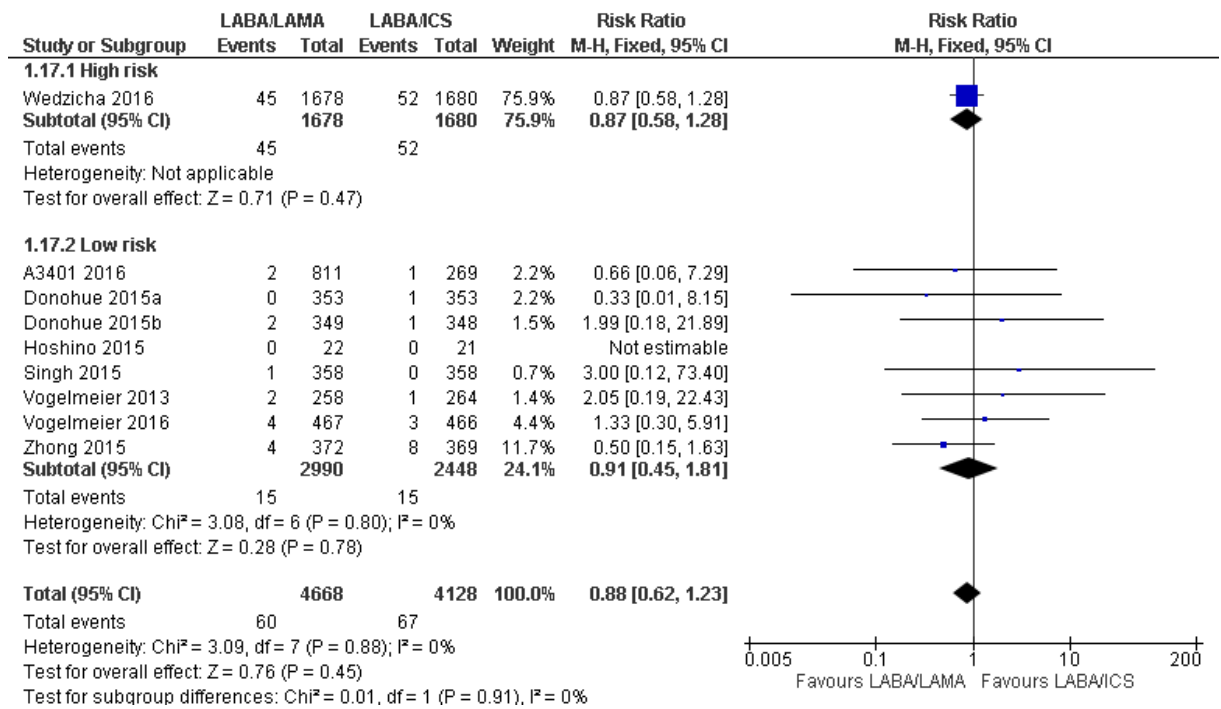 LABA/LAMA LABA/ICS Risk Ratio Risk Ratio
Study or Subgroup Events Total Events Total Weight M-H, Fixed, 95% CI M-H, Fixed, 95% CI
1.17.1 High risk
Wedzicha 2016 45 1678 52 1680 75.9% 0.87 [0.58, 1.28]
Subtotal (95% CI) 1678 1680 75.9% 0.87 [0.58, 1.28]
Total events 45 52
Heterogeneity: Not applicable
Test for overall effect: Z = 0.71 (P = 0.47)
1.17.2 Low risk
A3401 2016 2 811 1 269 2.2% 0.66 [0.06, 7.29]
Donohue 2015a 0 353 1 353 2.2% 0.33 [0.01, 8.15]
Donohue 2015b 2 349 1 348 1.5% 1.99 [0.18, 21.89]
Hoshino 2015 0 22 0 21 Not estimable
Singh 2015 1 358 0 358 0.7% 3.00 [0.12, 73.40]
Vogelmeier 2013 2 258 1 264 1.4% 2.05 [0.19, 22.43]
Vogelmeier 2016 4 467 3 466 4.4% 1.33 [0.30, 5.91]
Zhong 2015 4 372 8 369 11.7% 0.50 [0.15, 1.63]
Subtotal (95% CI) 2990 2448 24.1% 0.91 [0.45, 1.81]
Total events 15 15
Heterogeneity: Chi² = 3.08, df = 6 (P = 0.80); I² = 0%
Test for overall effect: Z = 0.28 (P = 0.78)
Total (95% CI) 4668 4128 100.0% 0.88 [0.62, 1.23]
Total events 60 67
Heterogeneity: Chi² = 3.09, df = 7 (P = 0.88); I² = 0%
Test for overall effect: Z = 0.76 (P = 0.45)
Test for subgroup differences: Chi² = 0.01, df = 1 (P = 0.91), I² = 0%
0.005 0.1 1 10 200
Favours LABA/LAMA Favours LABA/ICS